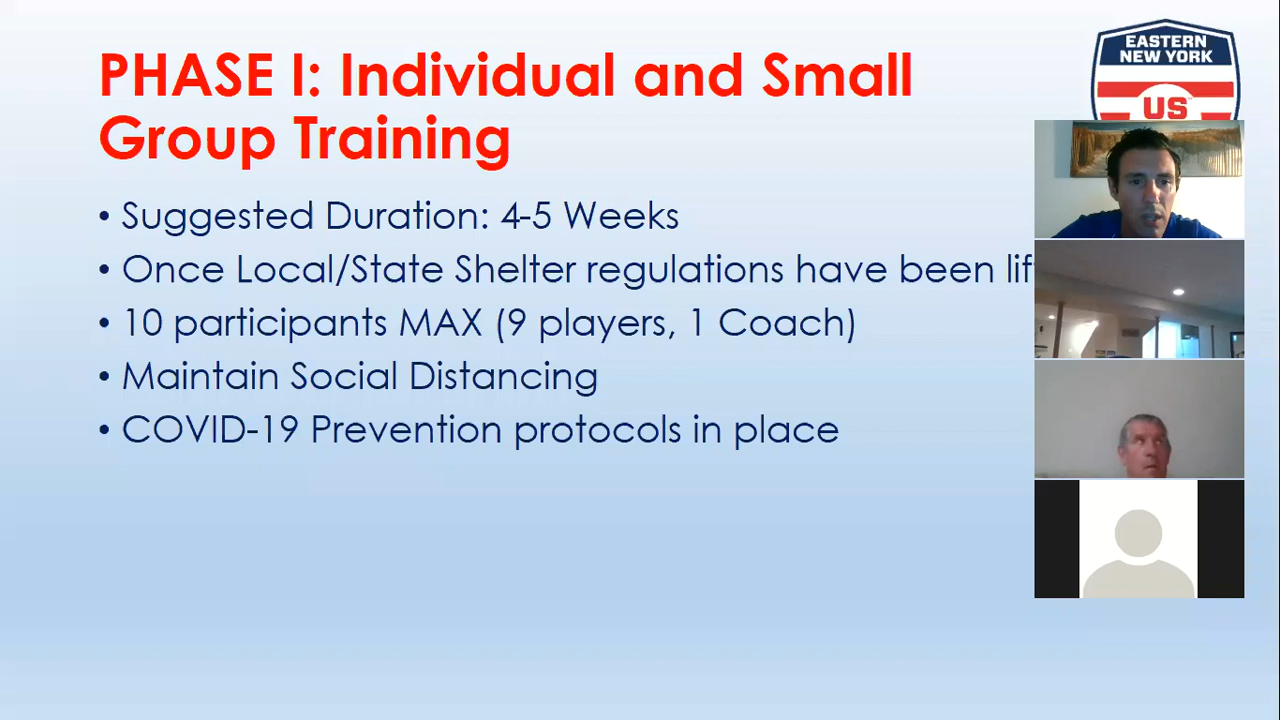 PHASE I: Individual and Small
Group Training
• Suggested Duration: 4-5 Weeks
• Once Local/State Shelter regulations have been
• 10 participants MAX (9 players, 1 Coach)
• Maintain Social Distancing
• COVID-19 Prevention protocols in place
EASTERN
NEW YORK
US